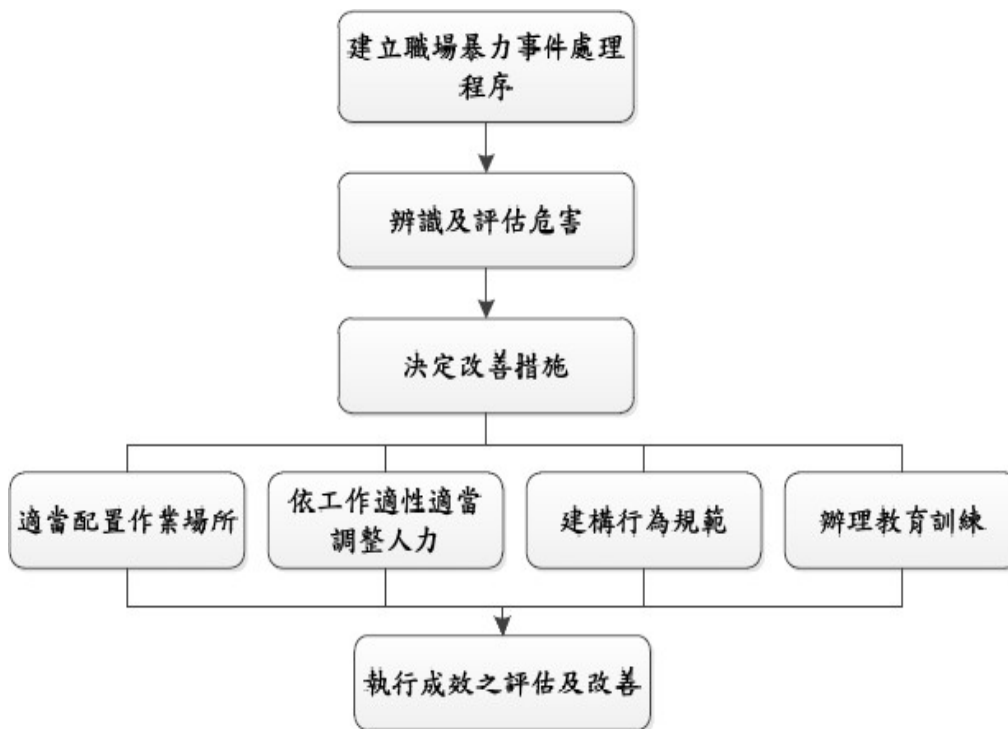 建立職場暴力事件處理
程序
辨識及評估危害
決定改善措施
適當配置作業場所
依工作適性適當
調整人力
建構行為規範
辦理教育訓練
執行成效之評估及改善